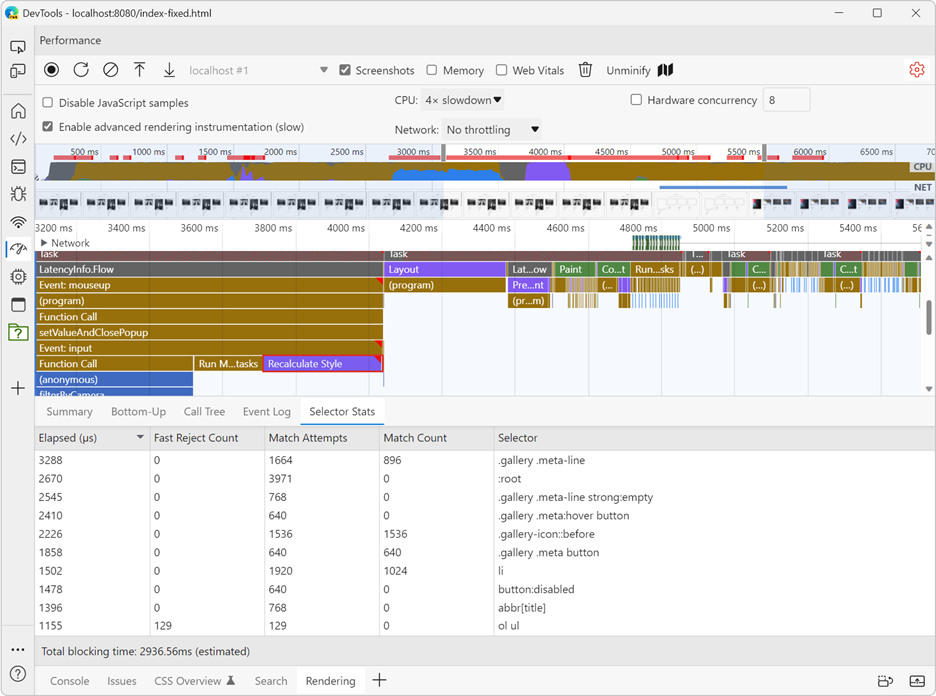 DevTools - localhost:8080/index-fixed.html
Performance
localhost #1 Screenshots Memory Web Vitals Unminify
Disable JavaScript samples CPU: 4× slowdown Hardware concurrency 8
Enable advanced rendering instrumentation (slow) Network: No throttling
500 ms 1000 ms 1500 ms 2000 ms 2500 ms 3000 ms 3500 ms 4000 ms 4500 ms 5000 ms 5500 ms 6000 ms 6500 ms 70
CPU
NET
3200 ms 3400 ms 3600 ms 3800 ms 4000 ms 4200 ms 4400 ms 4600 ms 4800 ms 5000 ms 5200 ms 5400 ms 56
Network
Task Task T... Task Task
LatencyInfo.Flow Layout Lat...ow Paint Co...t Run...sks (...) C... C...t
Event: mouseup (program) Pre...nt (... (...) (...)
(program) (pr...m)
Function Call
setValueAndClosePopup
Event: input
Function Call Run M...tasks Recalculate Style
(anonymous)
filterByCamera
Summary Bottom-Up Call Tree Event Log Selector Stats
Elapsed (µs) Fast Reject Count Match Attempts Match Count Selector
3288 0 1664 896 .gallery .meta-line
2670 0 3971 0 :root
2545 0 768 0 .gallery .meta-line strong:empty
2410 0 640 0 .gallery .meta:hover button
2226 0 1536 1536 .gallery-icon::before
1858 0 640 640 .gallery .meta button
1502 0 1920 1024 li
1478 0 640 0 button:disabled
1396 0 768 0 abbr[title]
1155 129 129 0 ol ul
Total blocking time: 2936.56ms (estimated)
Console Issues CSS Overview Search Rendering